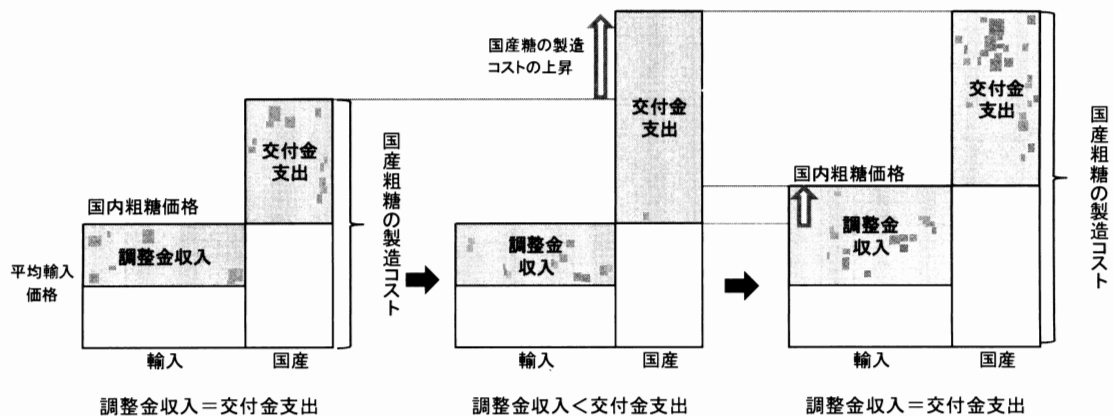 国産糖の製造
コストの上昇
交付金
支出
国内粗糖価格
調整金収入
平均輸入
価格
国産粗糖の製造コスト
輸入
国産
調整金収入=交付金支出
交付金
支出
調整金
収入
輸入
国産
調整金収入<交付金支出
交付金
支出
国内粗糖価格
調整金
収入
国産粗糖の製造コスト
輸入
国産
調整金収入=交付金支出